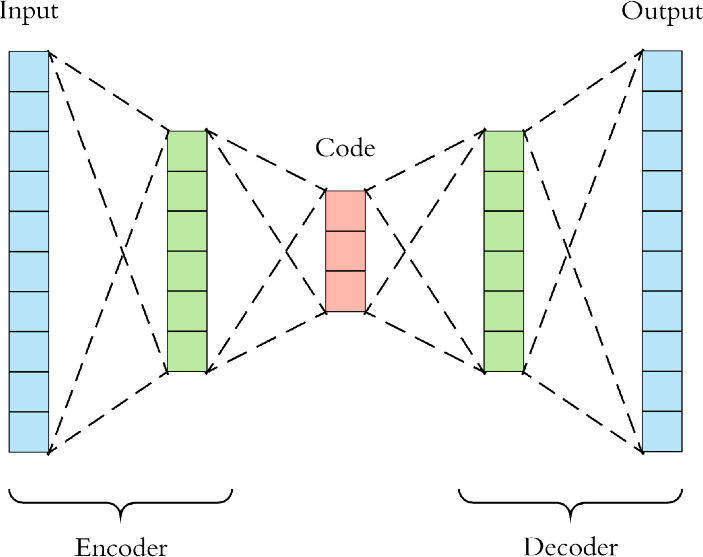 Input
Output
Code
Encoder
Decoder